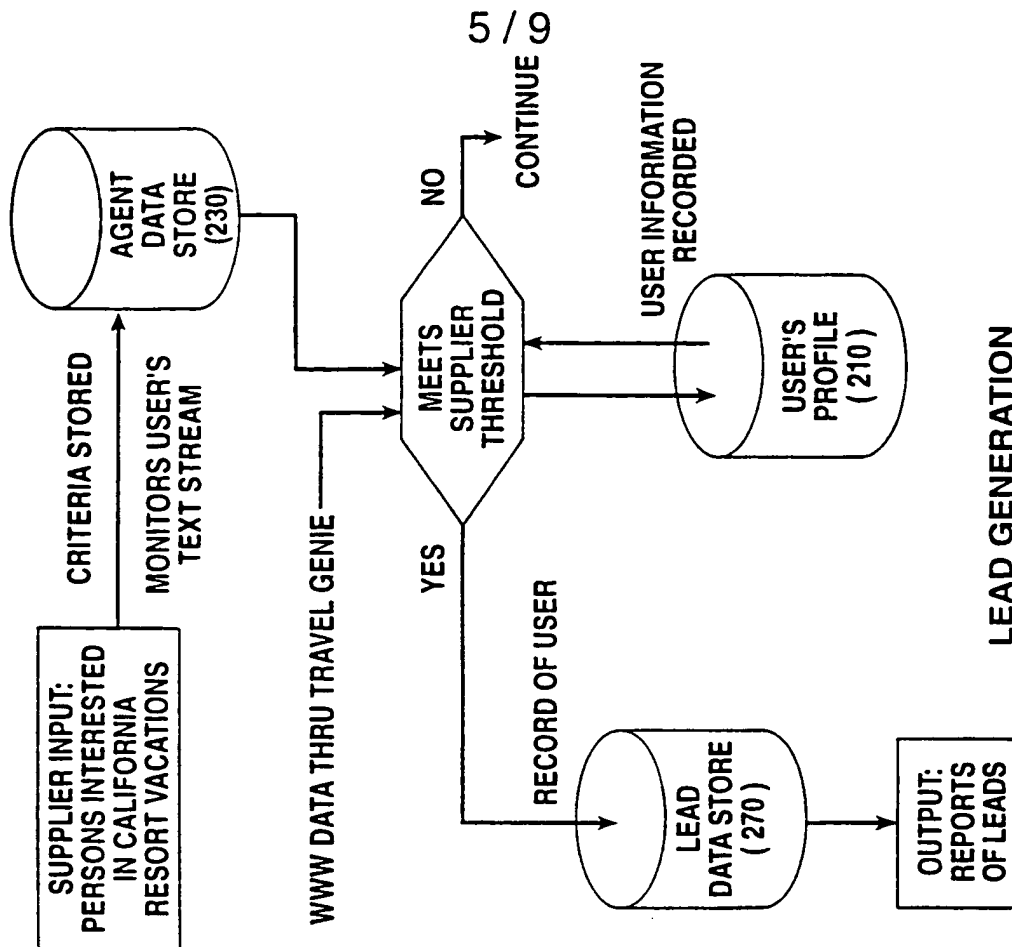 5 / 9
SUPPLIER INPUT:
PERSONS INTERESTED
IN CALIFORNIA
RESORT VACATIONS
CRITERIA STORED
MONITORS USER'S
TEXT STREAM
AGENT
DATA
STORE
(230)
WWW DATA THRU TRAVEL GENIE
MEETS
SUPPLIER
THRESHOLD
NO
CONTINUE
YES
RECORD OF USER
USER INFORMATION
RECORDED
USER'S
PROFILE
( 210 )
LEAD
DATA STORE
( 270 )
OUTPUT:
REPORTS
OF LEADS
LEAD GENERATION